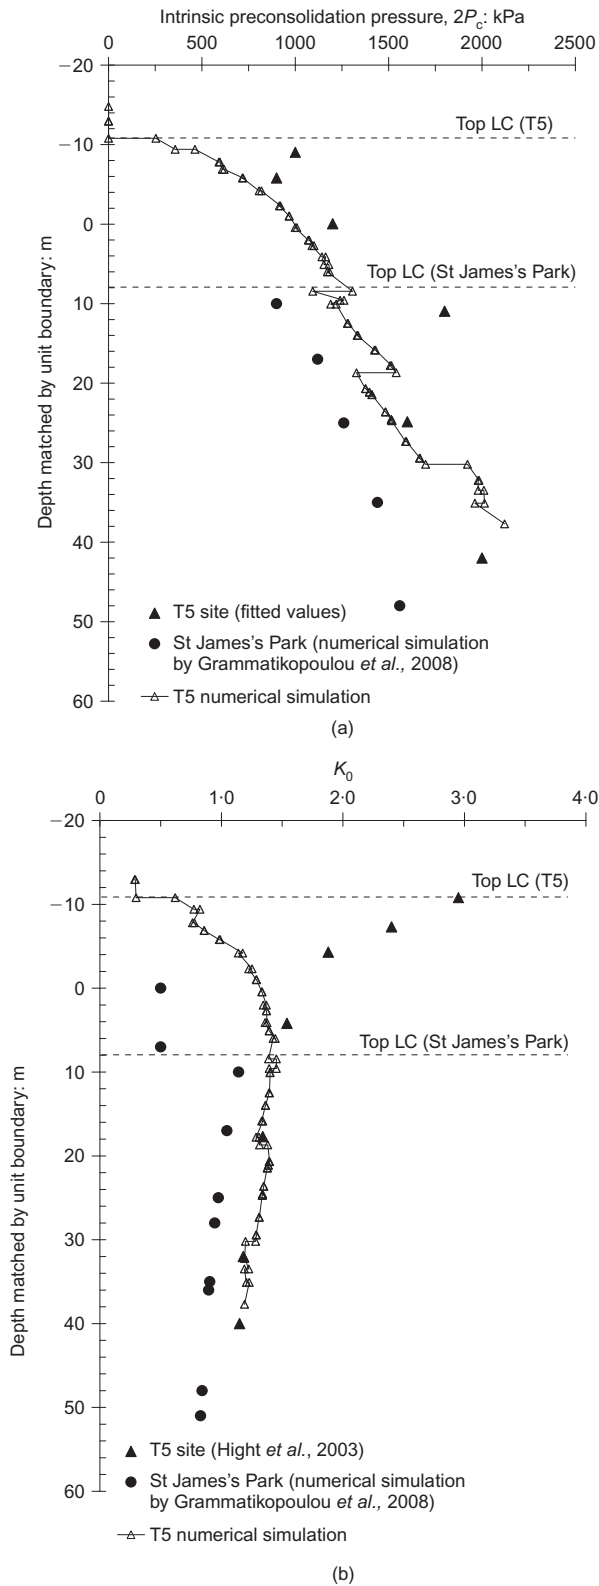 Intrinsic preconsolidation pressure, 2Pc: kPa
0 500 1000 1500 2000 2500
−20
Top LC (T5)
−10
0
Top LC (St James's Park)
10
20
30
40
50
60
Depth matched by unit boundary: m
T5 site (fitted values)
St James's Park (numerical simulation
by Grammatikopoulou et al., 2008)
T5 numerical simulation
(a)
K0
0 1·0 2·0 3·0 4·0
−20
Top LC (T5)
−10
0
Top LC (St James's Park)
10
20
30
40
50
60
Depth matched by unit boundary: m
T5 site (Hight et al., 2003)
St James's Park (numerical simulation
by Grammatikopoulou et al., 2008)
T5 numerical simulation
(b)